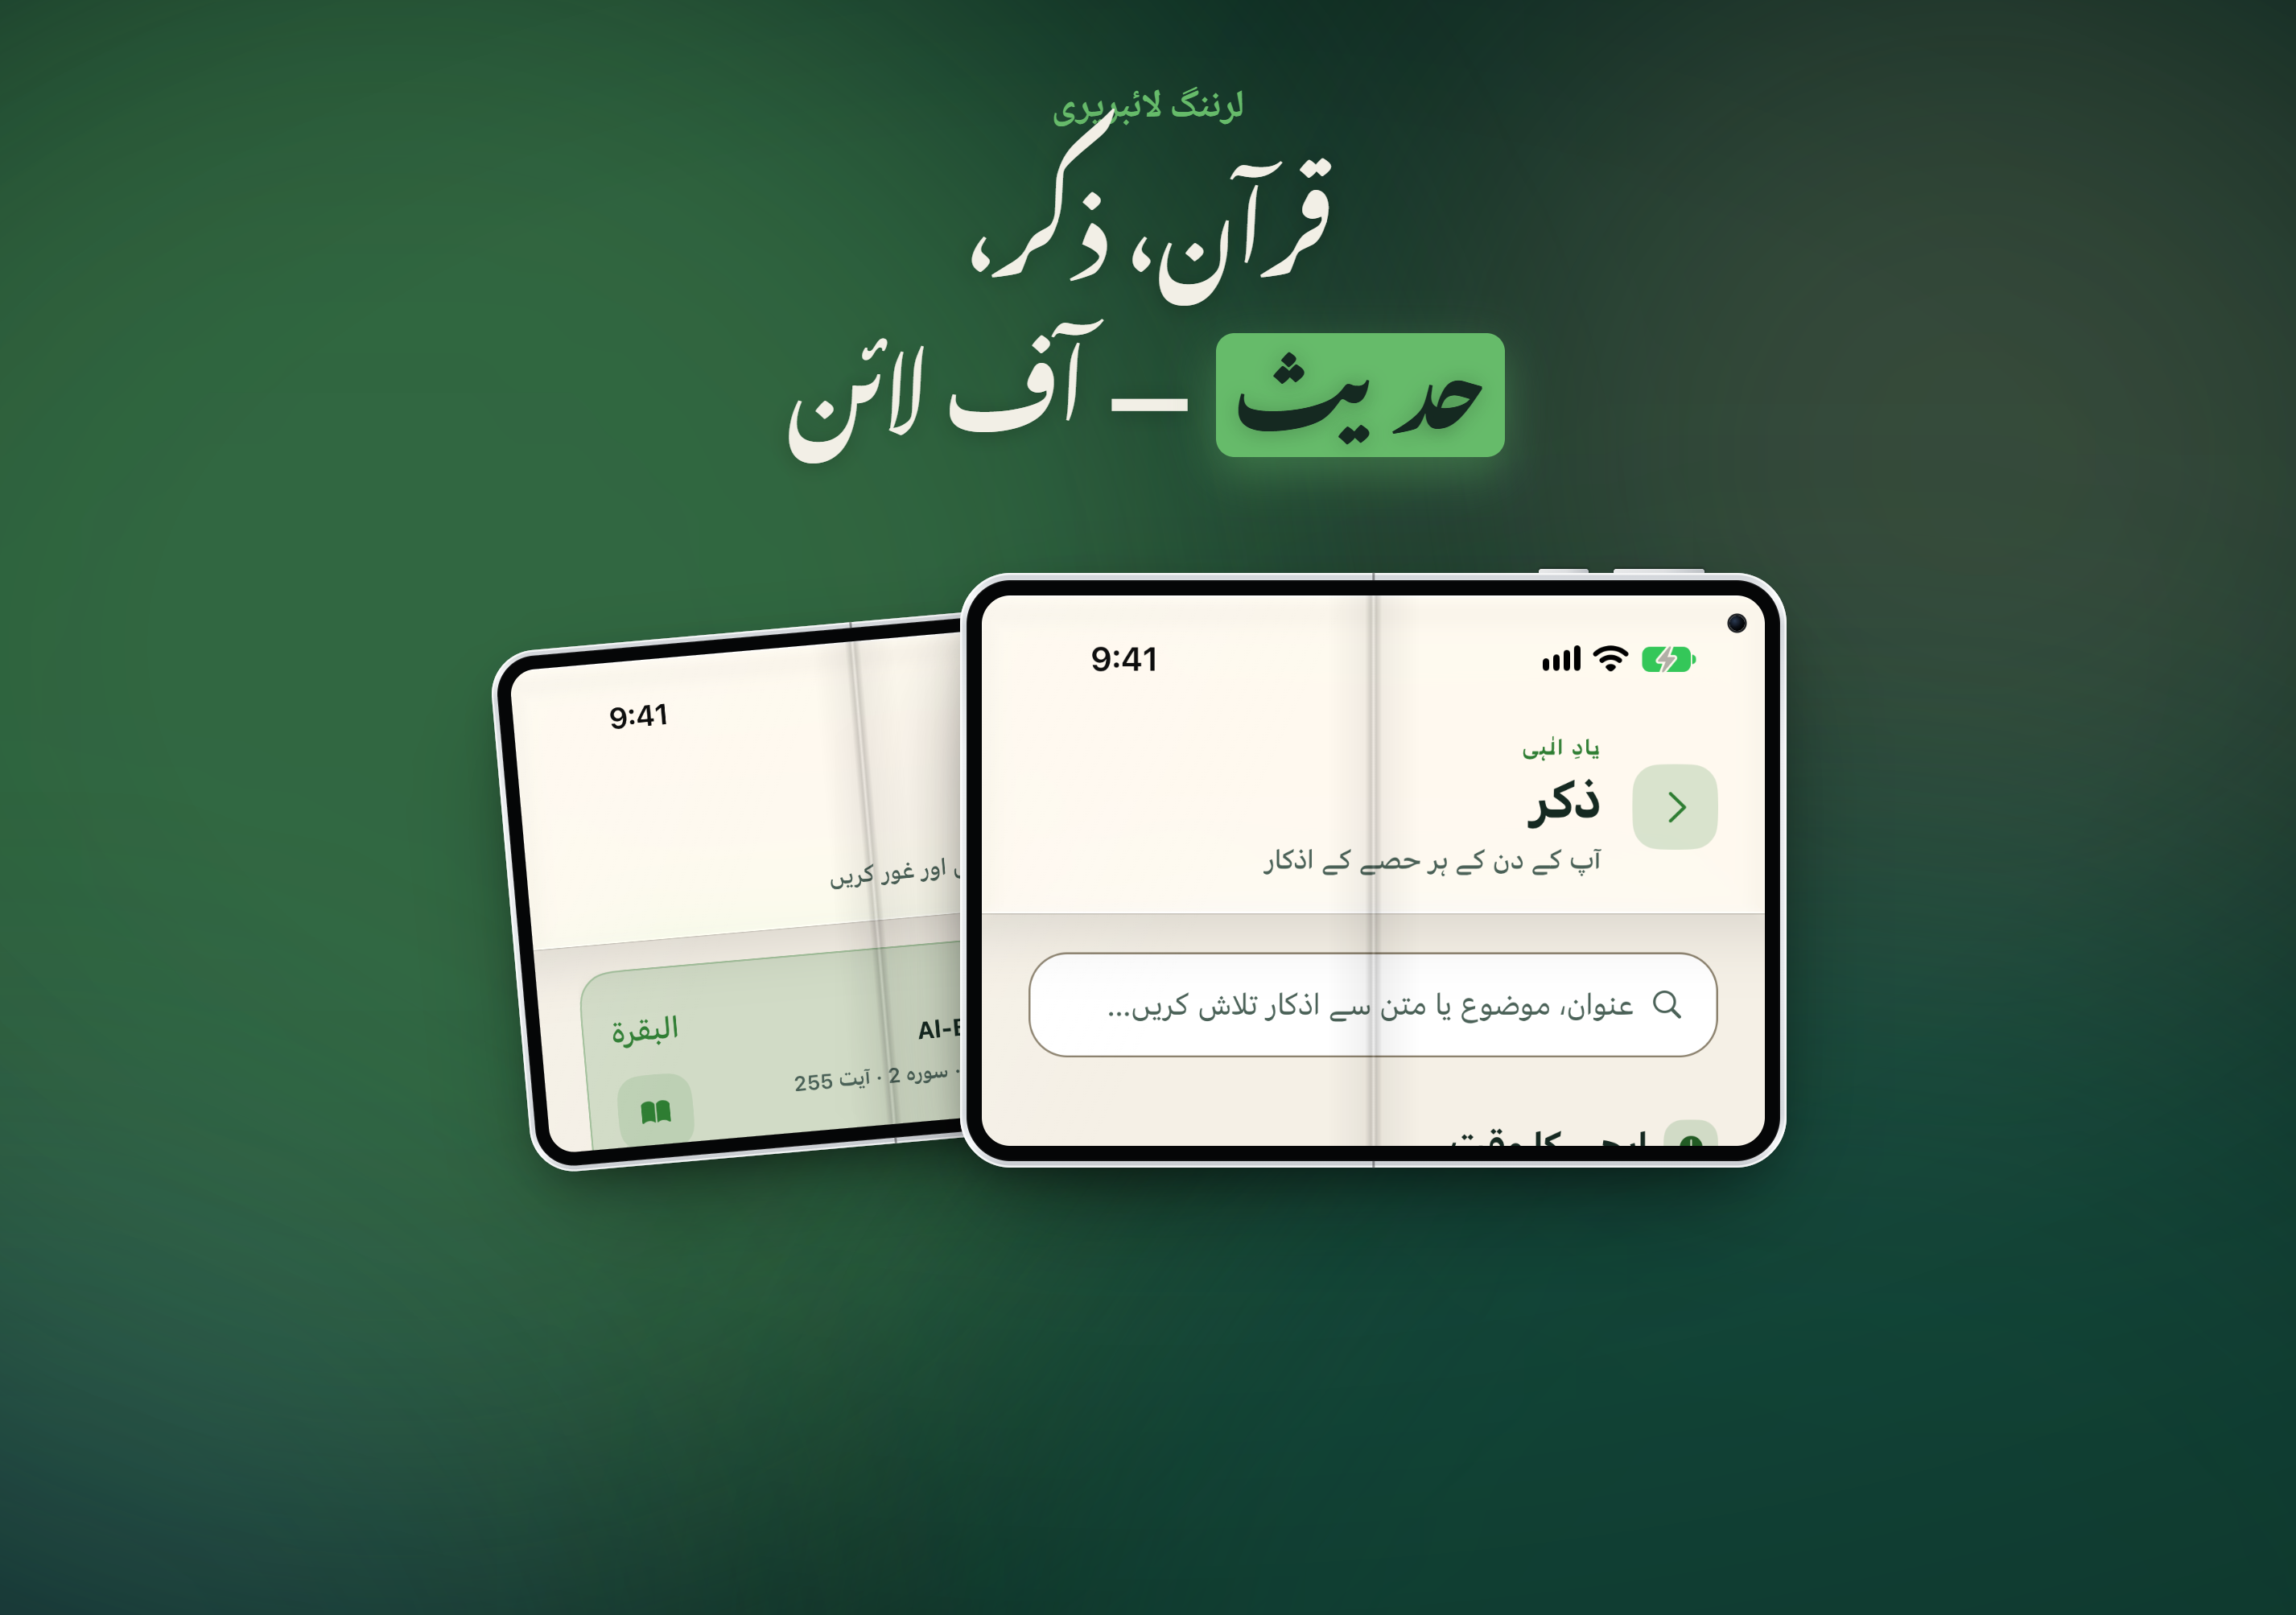 لرننگ لائبریری
قرآن، ذکر،
حدیث — آف لائن
9:41
یادِ الٰہی
ذکر
آپ کے دن کے ہر حصے کے اذکار
عنوان، موضوع یا متن سے اذکار تلاش کریں...
9:41
اور غور کریں
البقرة
سورہ 2 · آیت 255